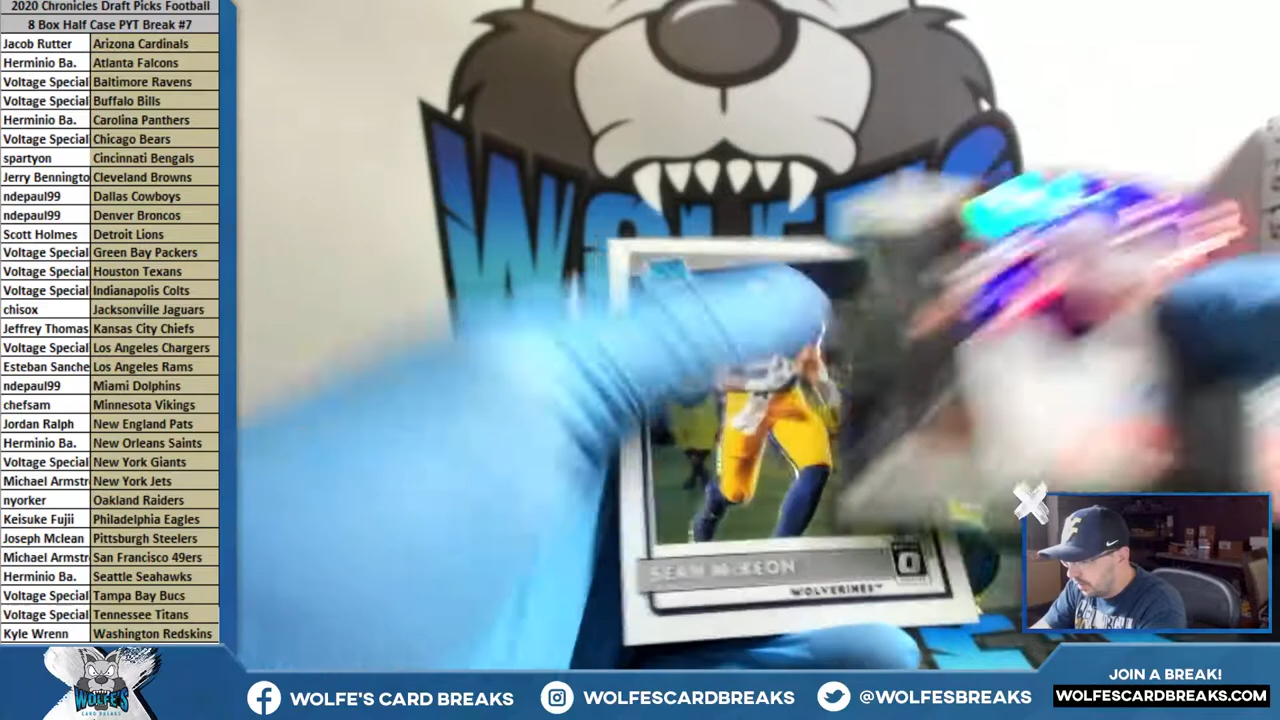 2020 Chronicles Draft Picks Football
8 Box Half Case PYT Break #7
Jacob Rutter Arizona Cardinals
Herminio Ba. Atlanta Falcons
Voltage Special Baltimore Ravens
Voltage Special Buffalo Bills
Herminio Ba. Carolina Panthers
Voltage Special Chicago Bears
spartyon Cincinnati Bengals
Jerry Benningto Cleveland Browns
ndepaul99 Dallas Cowboys
ndepaul99 Denver Broncos
Scott Holmes Detroit Lions
Voltage Special Green Bay Packers
Voltage Special Houston Texans
Voltage Special Indianapolis Colts
chisox Jacksonville Jaguars
Jeffrey Thomas Kansas City Chiefs
Voltage Special Los Angeles Chargers
Esteban Sanche Los Angeles Rams
ndepaul99 Miami Dolphins
chefsam Minnesota Vikings
Jordan Ralph New England Pats
Herminio Ba. New Orleans Saints
Voltage Special New York Giants
Michael Armstr New York Jets
nyorker Oakland Raiders
Keisuke Fujii Philadelphia Eagles
Joseph Mclean Pittsburgh Steelers
Michael Armstr San Francisco 49ers
Herminio Ba. Seattle Seahawks
Voltage Special Tampa Bay Bucs
Voltage Special Tennessee Titans
Kyle Wrenn Washington Redskins
SEAN McKEON
WOLVERINES
WOLFE'S
CARD BREAKS
WOLFE'S CARD BREAKS
WOLFESCARDBREAKS
@WOLFESBREAKS
JOIN A BREAK!
WOLFESCARDBREAKS.COM